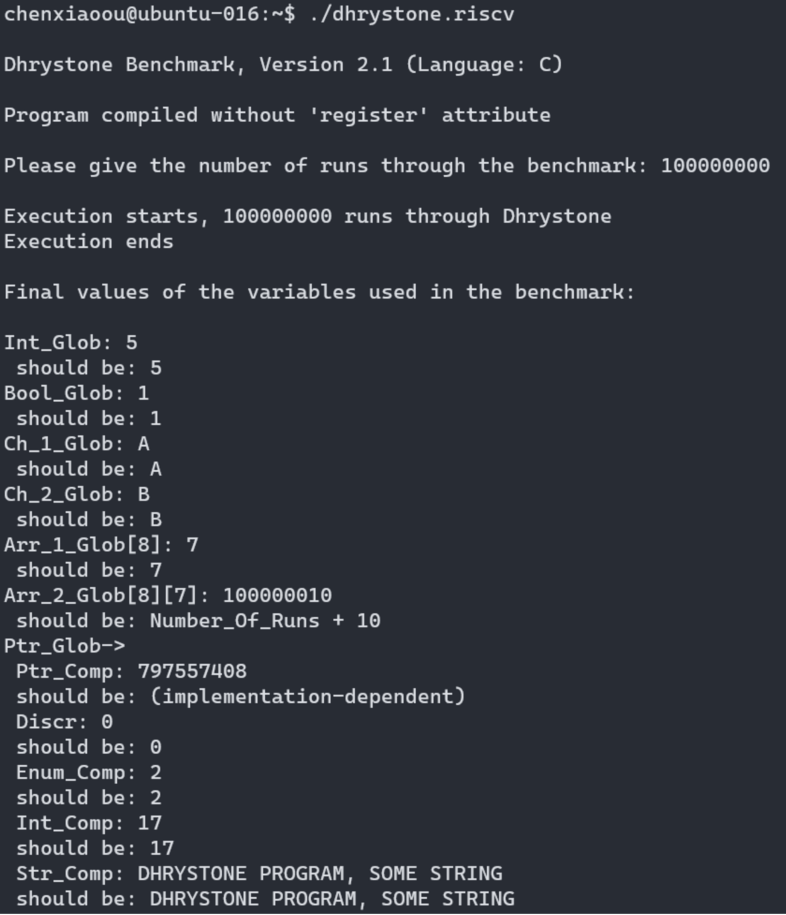 chenxiaoou@ubuntu-016:~$ ./dhrystone.riscv
Dhrystone Benchmark, Version 2.1 (Language: C)
Program compiled without 'register' attribute
Please give the number of runs through the benchmark: 100000000
Execution starts, 100000000 runs through Dhrystone
Execution ends
Final values of the variables used in the benchmark:
Int_Glob: 5
 should be: 5
Bool_Glob: 1
 should be: 1
Ch_1_Glob: A
 should be: A
Ch_2_Glob: B
 should be: B
Arr_1_Glob[8]: 7
 should be: 7
Arr_2_Glob[8][7]: 100000010
 should be: Number_Of_Runs + 10
Ptr_Glob->
 Ptr_Comp: 797557408
 should be: (implementation-dependent)
 Discr: 0
 should be: 0
 Enum_Comp: 2
 should be: 2
 Int_Comp: 17
 should be: 17
 Str_Comp: DHRYSTONE PROGRAM, SOME STRING
 should be: DHRYSTONE PROGRAM, SOME STRING